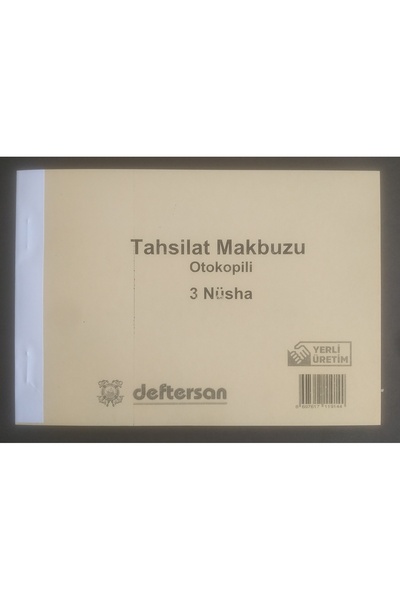 Tahsilat Makbuzu
Otokopili
3 Nüsha
YERLİ
ÜRETİM
deftersan